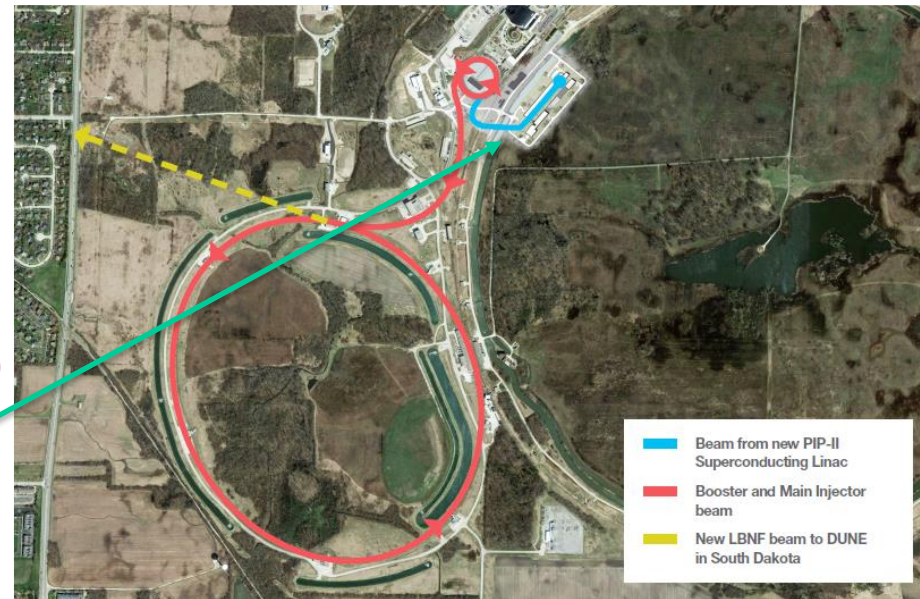 Beam from new PIP-II
Superconducting Linac
Booster and Main Injector
beam
New LBNF beam to DUNE
in South Dakota